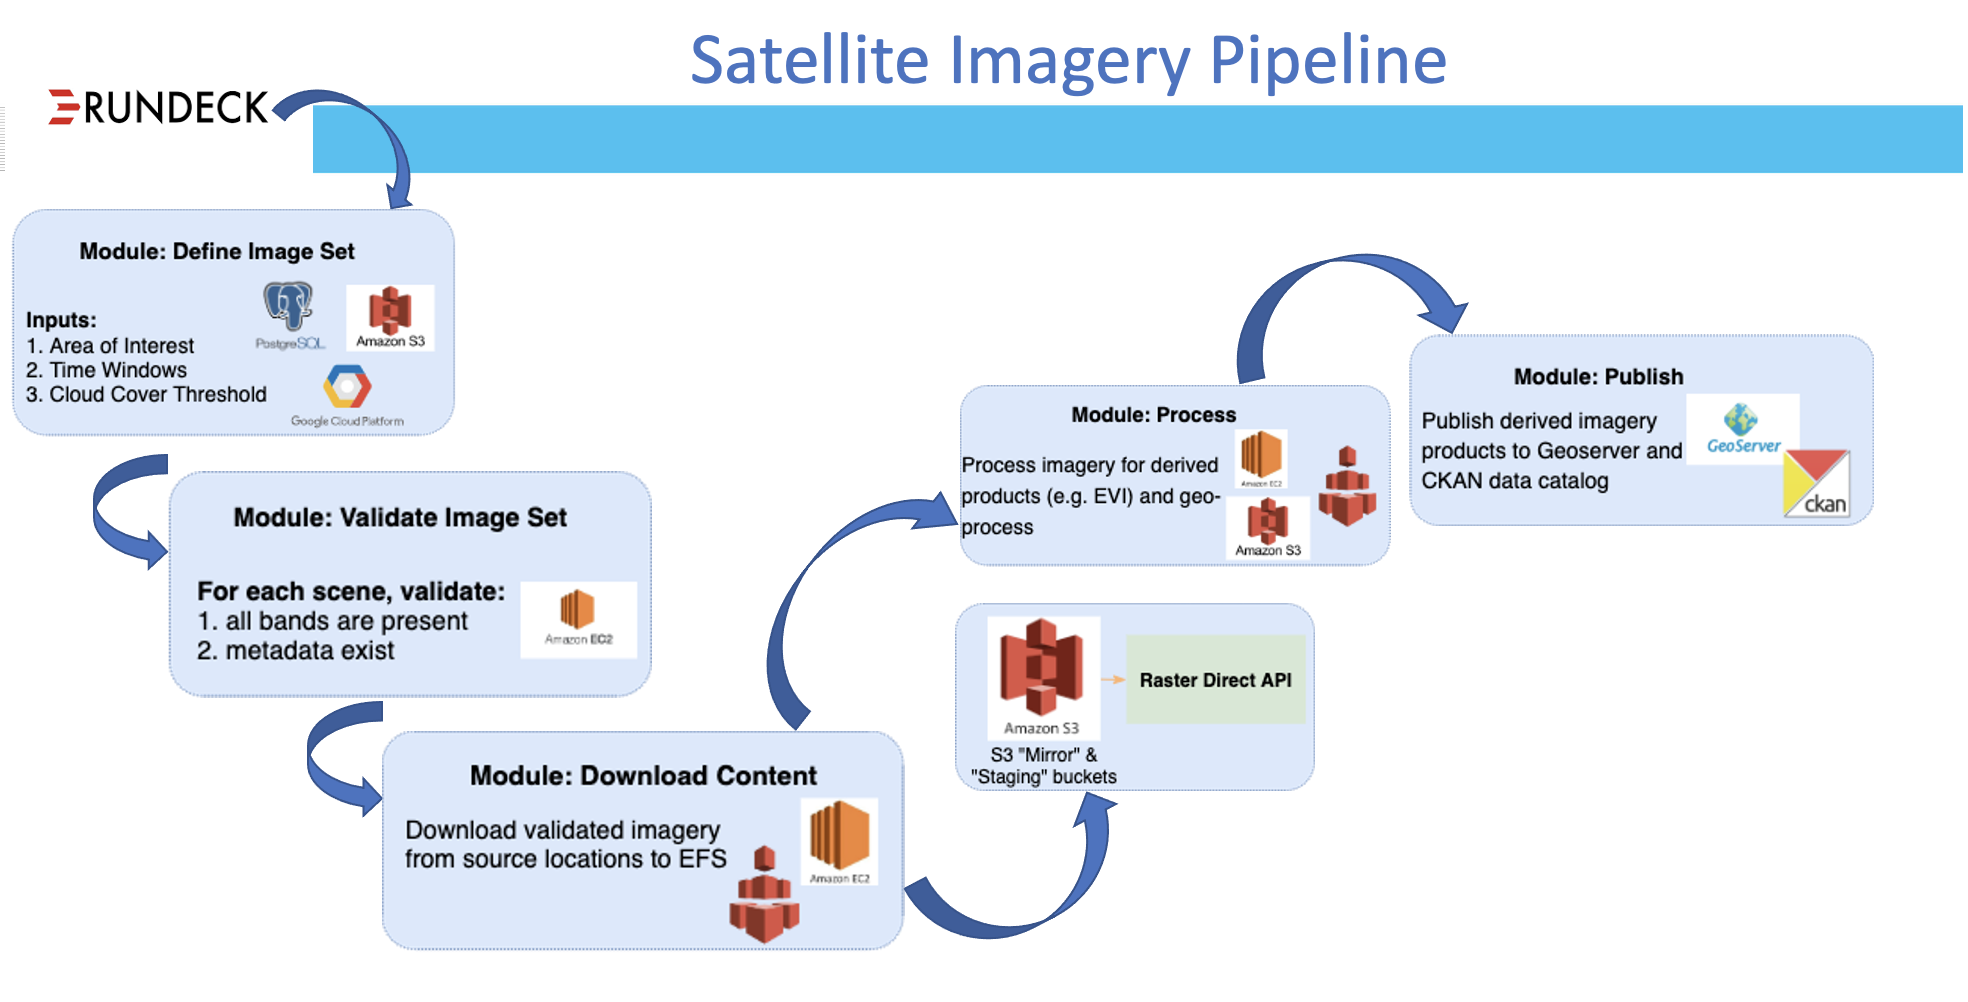 Satellite Imagery Pipeline
RUNDECK
Module: Define Image Set
Inputs:
1. Area of Interest
2. Time Windows
3. Cloud Cover Threshold
PostgreSQL
Amazon S3
Google Cloud Platform
Module: Validate Image Set
For each scene, validate:
1. all bands are present
2. metadata exist
Amazon EC2
Module: Download Content
Download validated imagery
from source locations to EFS
Amazon EC2
Module: Process
Process imagery for derived
products (e.g. EVI) and geo-
process
Amazon EC2
Amazon S3
Amazon S3
S3 "Mirror" &
"Staging" buckets
Raster Direct API
Module: Publish
Publish derived imagery
products to Geoserver and
CKAN data catalog
GeoServer
ckan